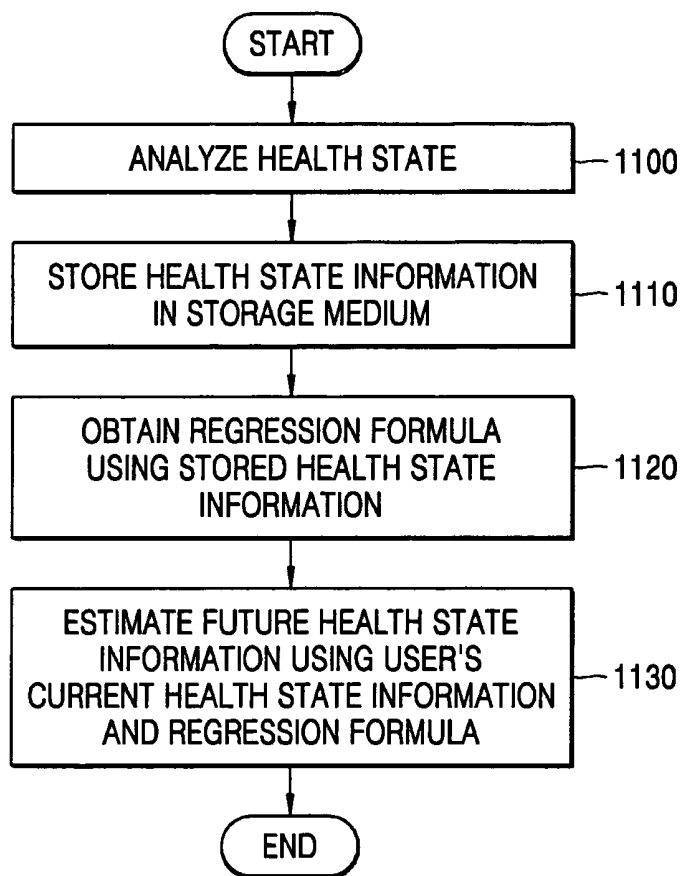 START
ANALYZE HEALTH STATE
1100
STORE HEALTH STATE INFORMATION
IN STORAGE MEDIUM
1110
OBTAIN REGRESSION FORMULA
USING STORED HEALTH STATE
INFORMATION
1120
ESTIMATE FUTURE HEALTH STATE
INFORMATION USING USER'S
CURRENT HEALTH STATE INFORMATION
AND REGRESSION FORMULA
1130
END